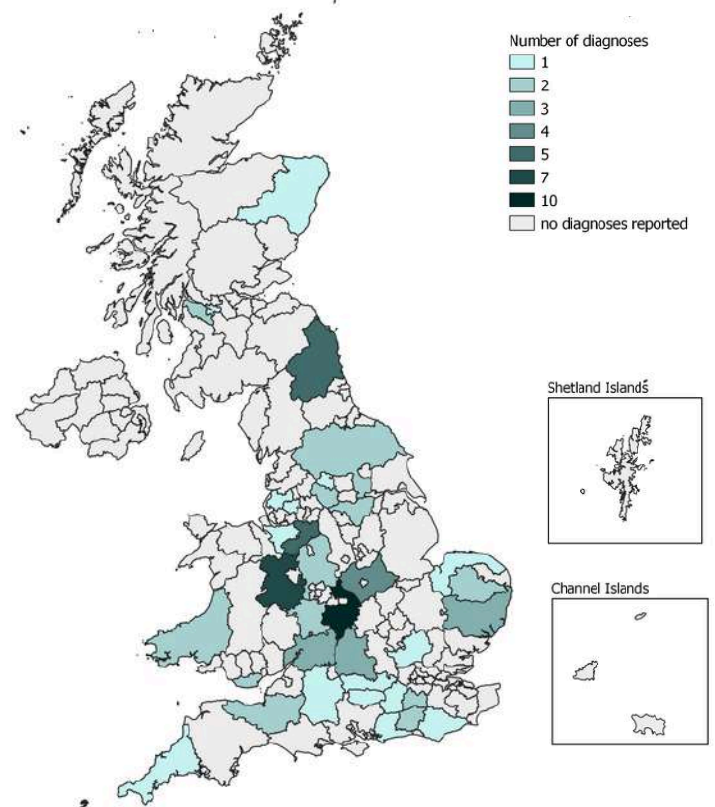 Number of diagnoses
1
2
3
4
5
7
10
no diagnoses reported
Shetland Islands
Channel Islands